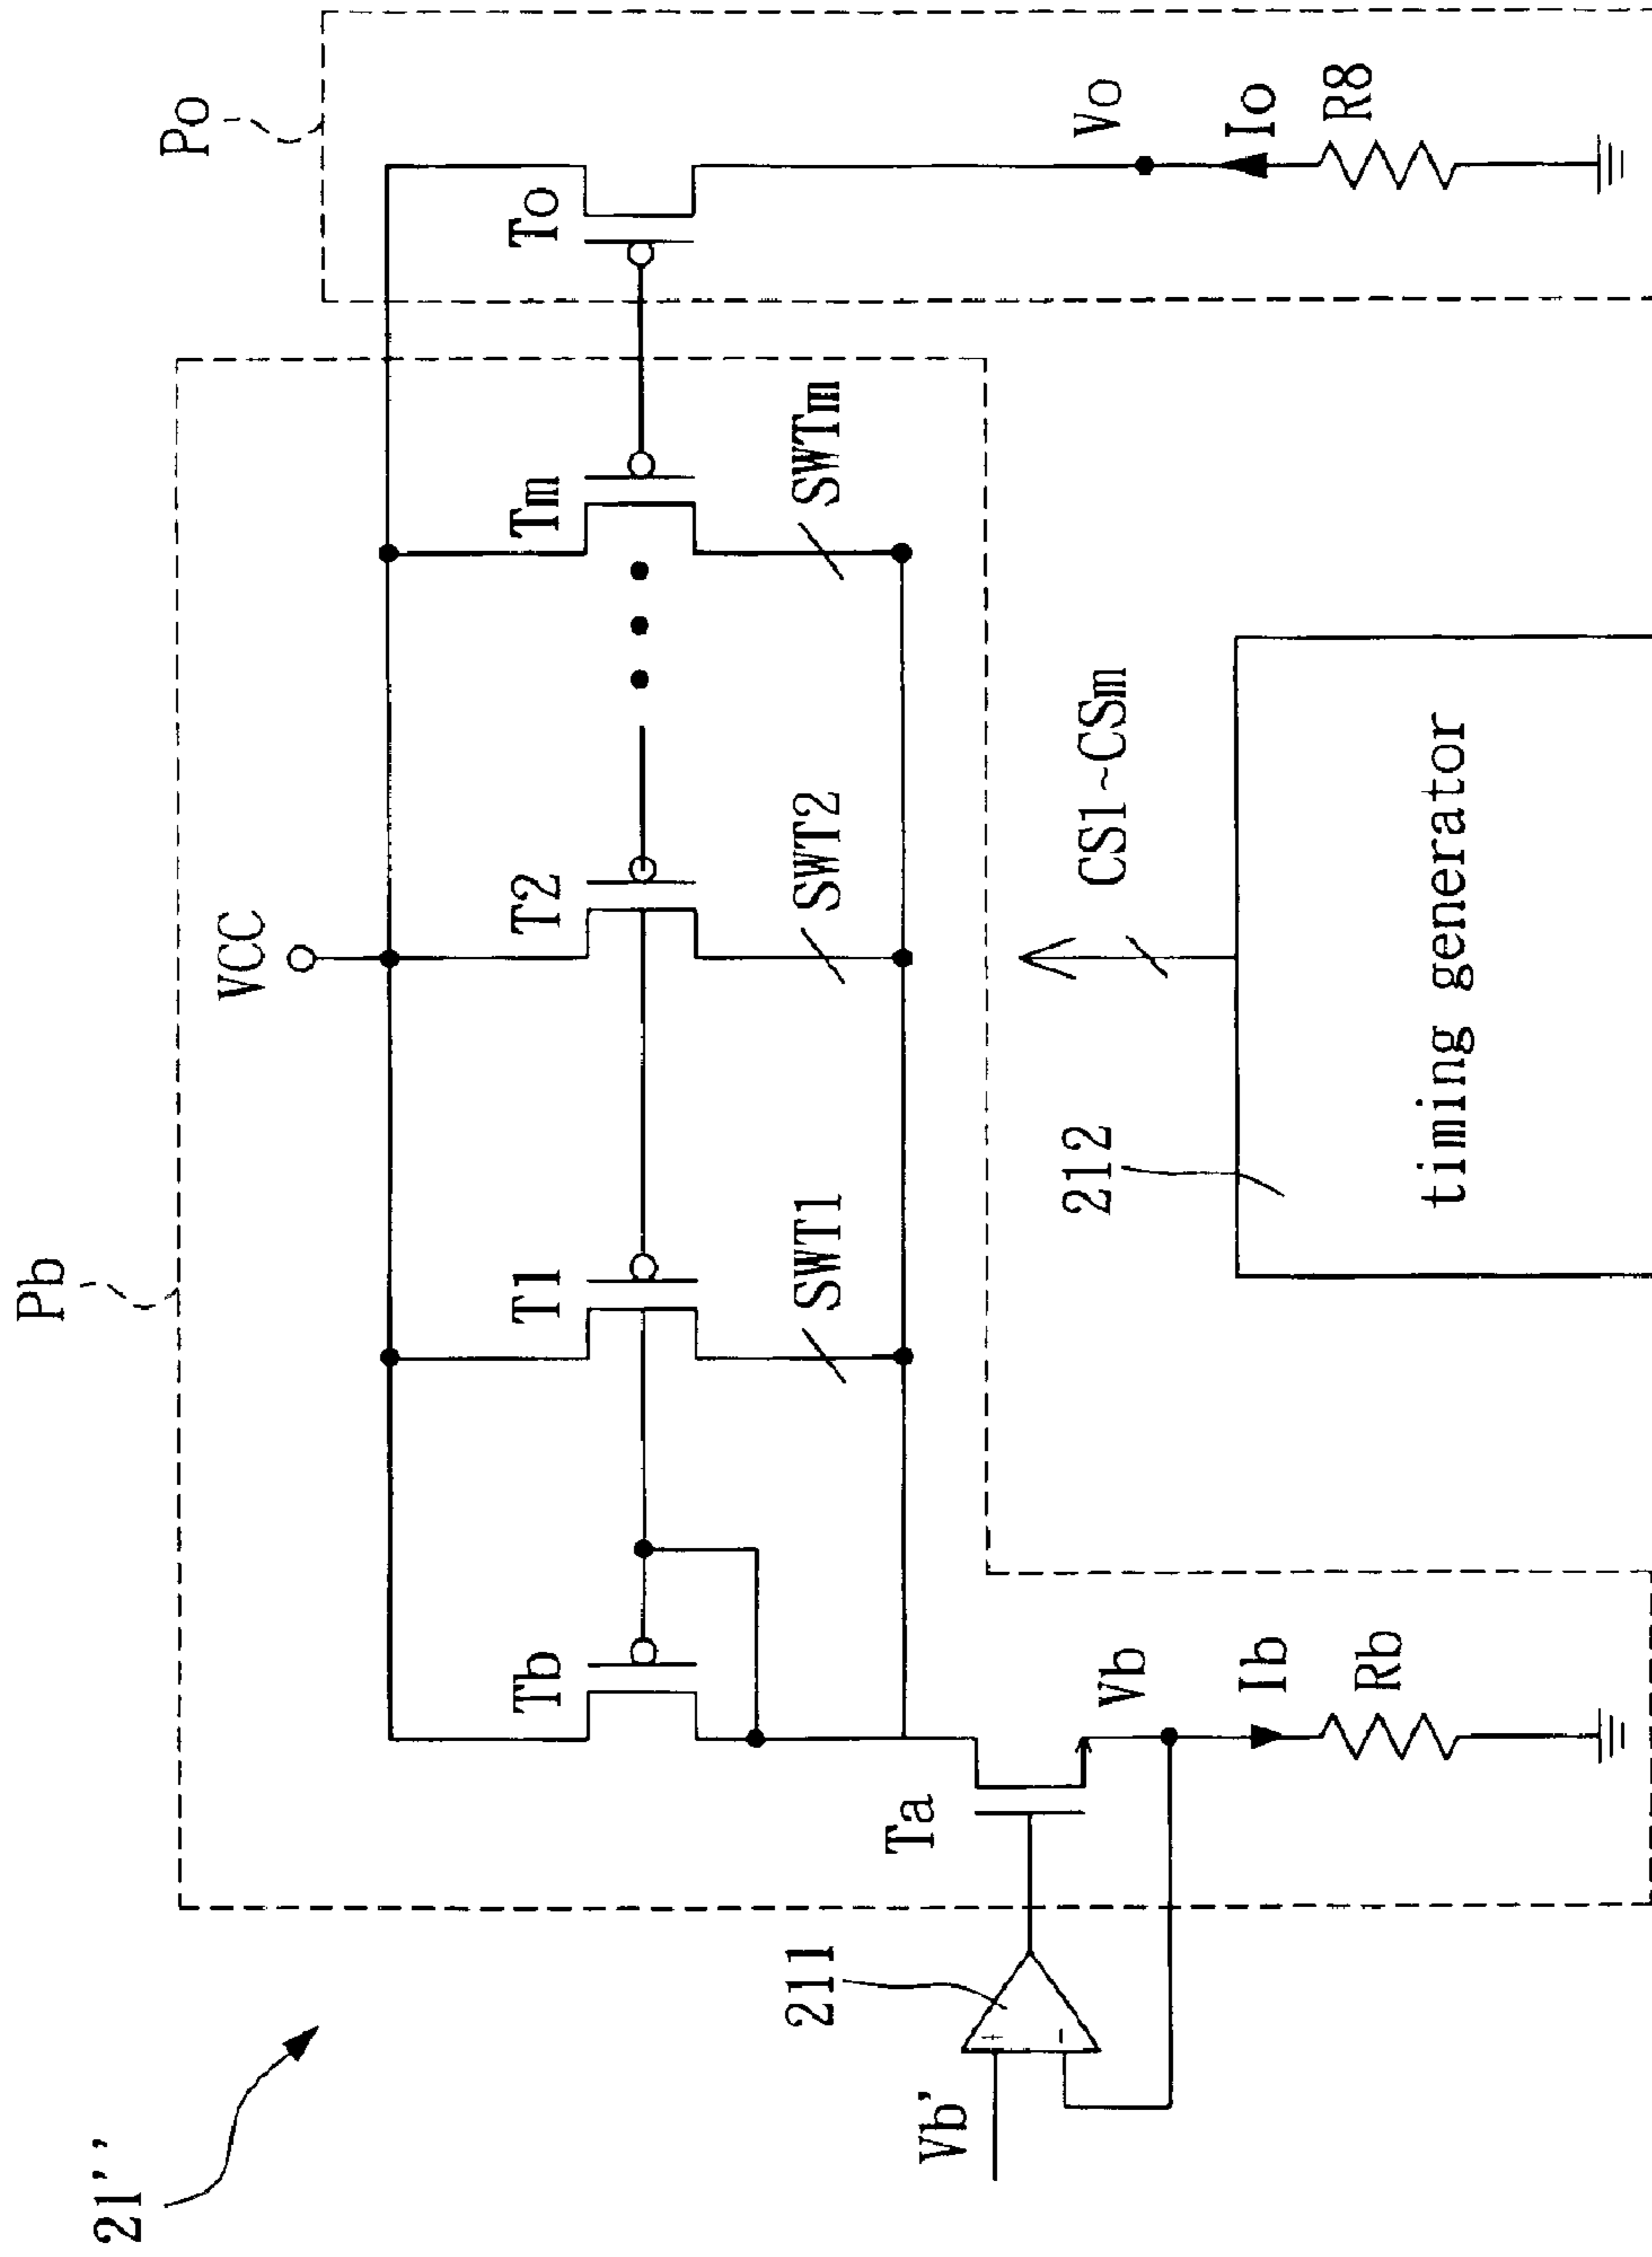 21''
Pb
Po
VCC
Tb
T1
T2
Tm
To
SWT1
SWT2
SWTm
Ta
Vb'
211
+
-
Vb
Ib
Rb
CS1~CSm
212
timing generator
Vo
Io
R8